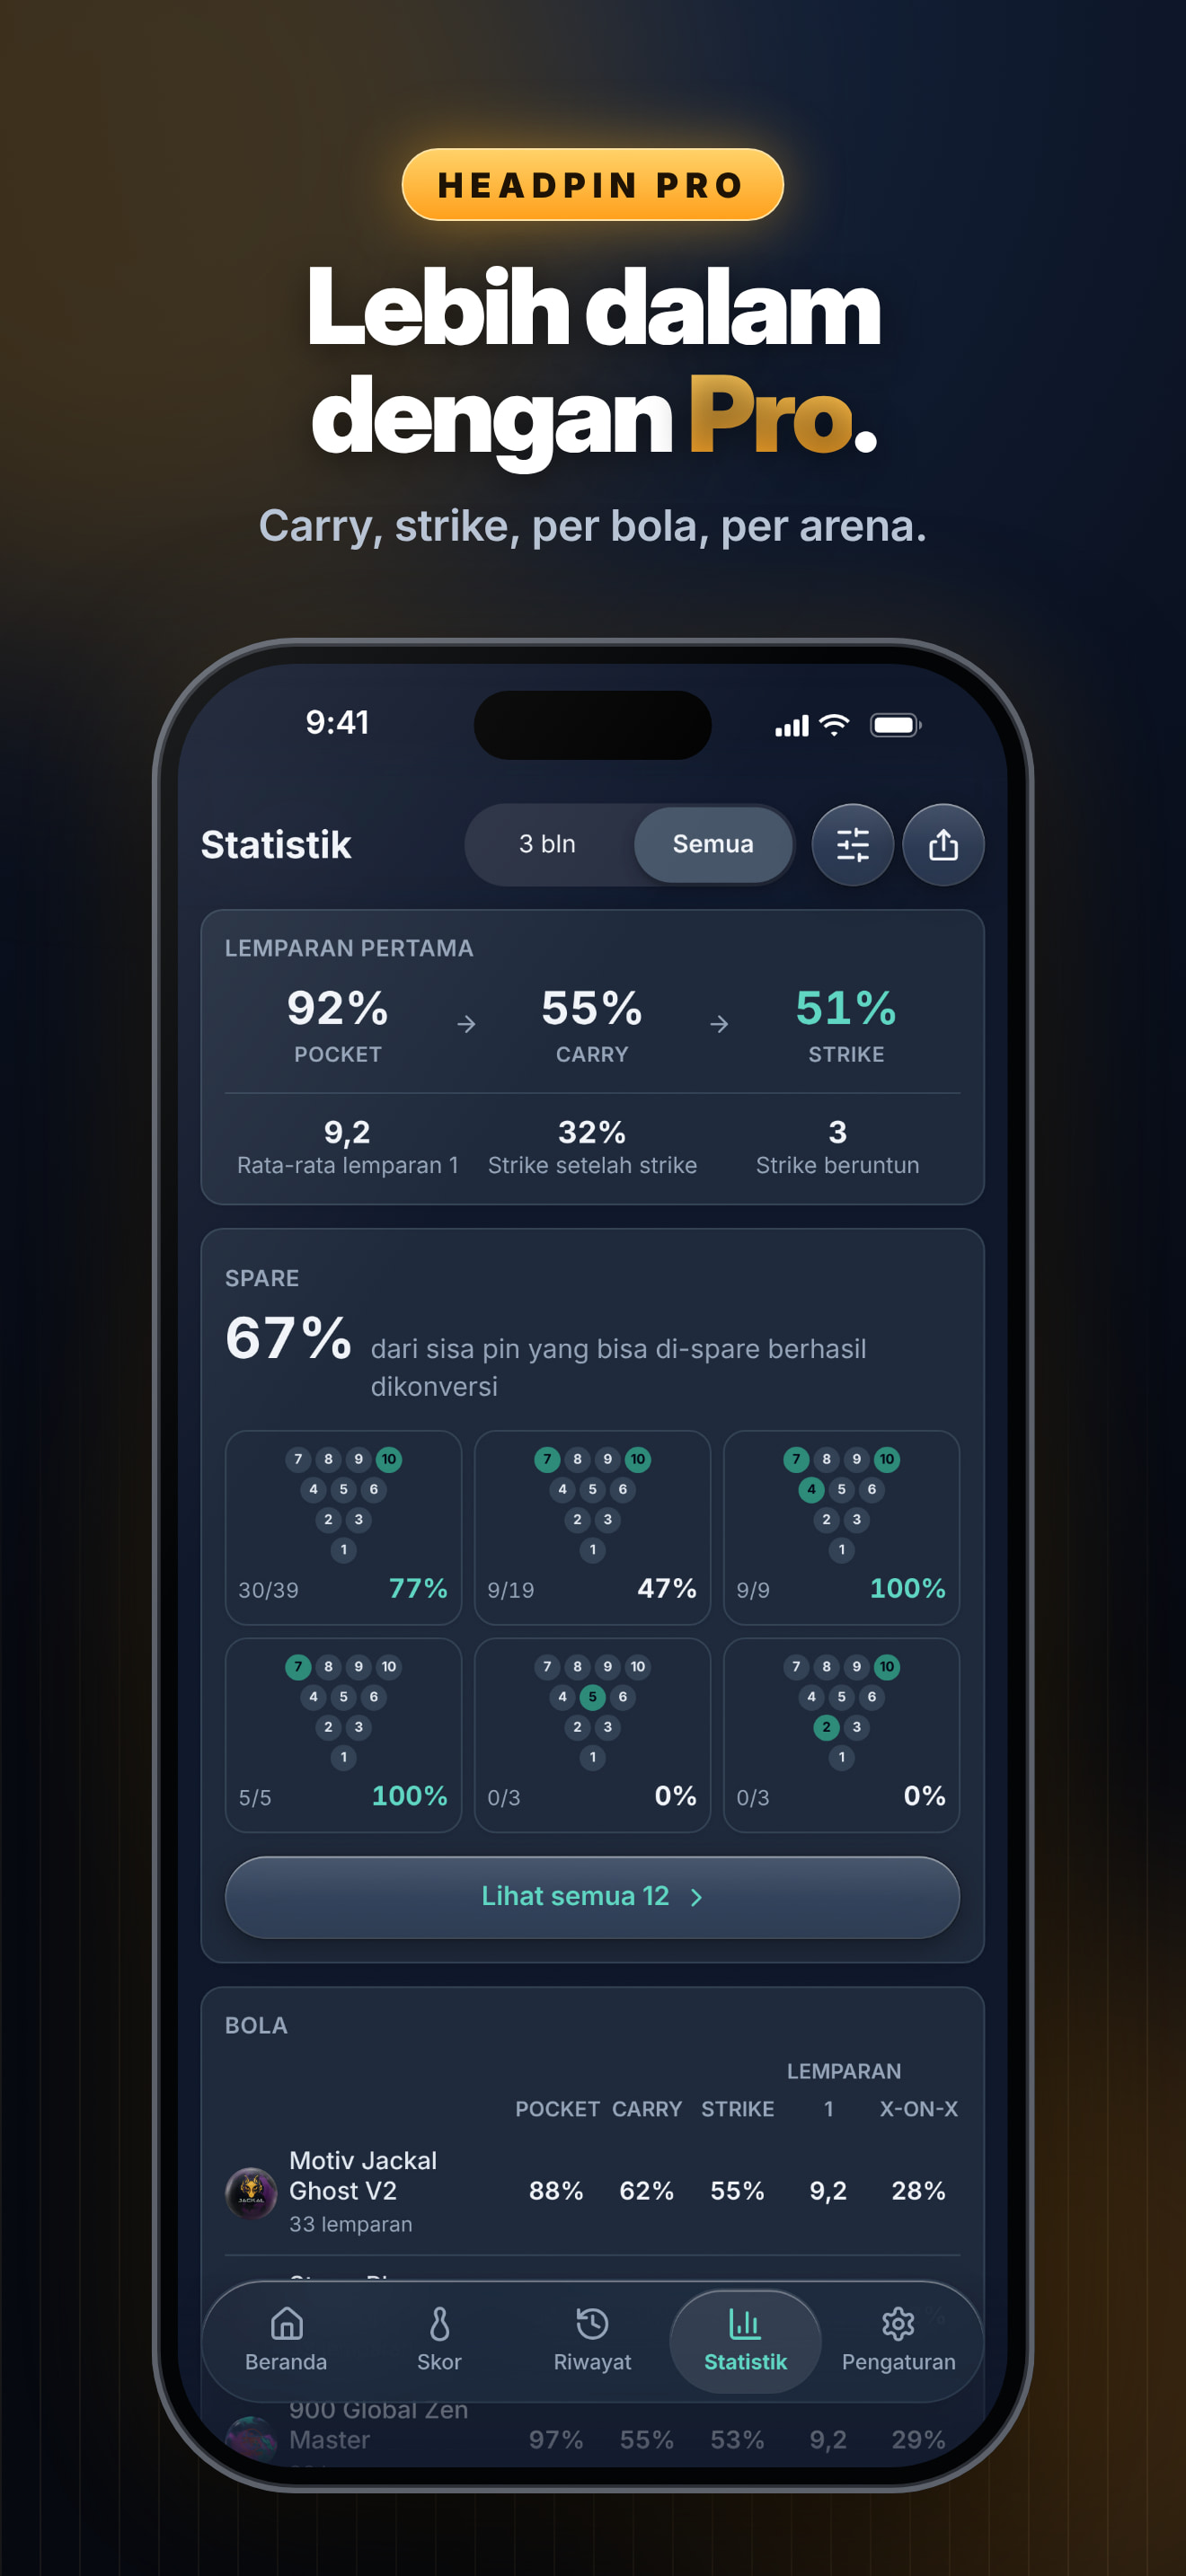 HEADPIN PRO
Lebih dalam
dengan Pro.
Carry, strike, per bola, per arena.
9:41
Statistik
3 bln
Semua
LEMPARAN PERTAMA
92%
55%
51%
POCKET
CARRY
STRIKE
9,2
32%
3
Rata-rata lemparan 1
Strike setelah strike
Strike beruntun
SPARE
67% dari sisa pin yang bisa di-spare berhasil
dikonversi
7 8 9 10
4 5 6
2 3
1
30/39 77%
7 8 9 10
4 5 6
2 3
1
9/19 47%
7 8 9 10
4 5 6
2 3
1
9/9 100%
7 8 9 10
4 5 6
2 3
1
5/5 100%
7 8 9 10
4 5 6
2 3
1
0/3 0%
7 8 9 10
4 5 6
2 3
1
0/3 0%
Lihat semua 12
BOLA
LEMPARAN
POCKET CARRY STRIKE 1 X-ON-X
JACKAL
Motiv Jackal
Ghost V2
88% 62% 55% 9,2 28%
33 lemparan
Beranda
Skor
Riwayat
Statistik
Pengaturan
900 Global Zen
Master
97% 55% 53% 9,2 29%